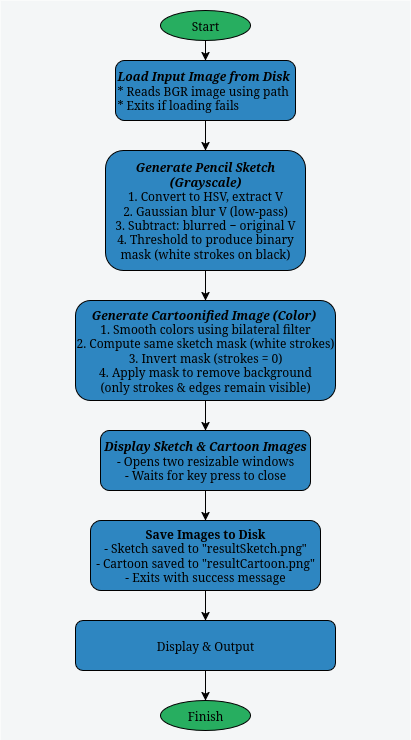 Start
Load Input Image from Disk
* Reads BGR image using path
* Exits if loading fails
Generate Pencil Sketch
(Grayscale)
1. Convert to HSV, extract V
2. Gaussian blur V (low-pass)
3. Subtract: blurred − original V
4. Threshold to produce binary
mask (white strokes on black)
Generate Cartoonified Image (Color)
1. Smooth colors using bilateral filter
2. Compute same sketch mask (white strokes)
3. Invert mask (strokes = 0)
4. Apply mask to remove background
(only strokes & edges remain visible)
Display Sketch & Cartoon Images
- Opens two resizable windows
- Waits for key press to close
Save Images to Disk
- Sketch saved to "resultSketch.png"
- Cartoon saved to "resultCartoon.png"
- Exits with success message
Display & Output
Finish